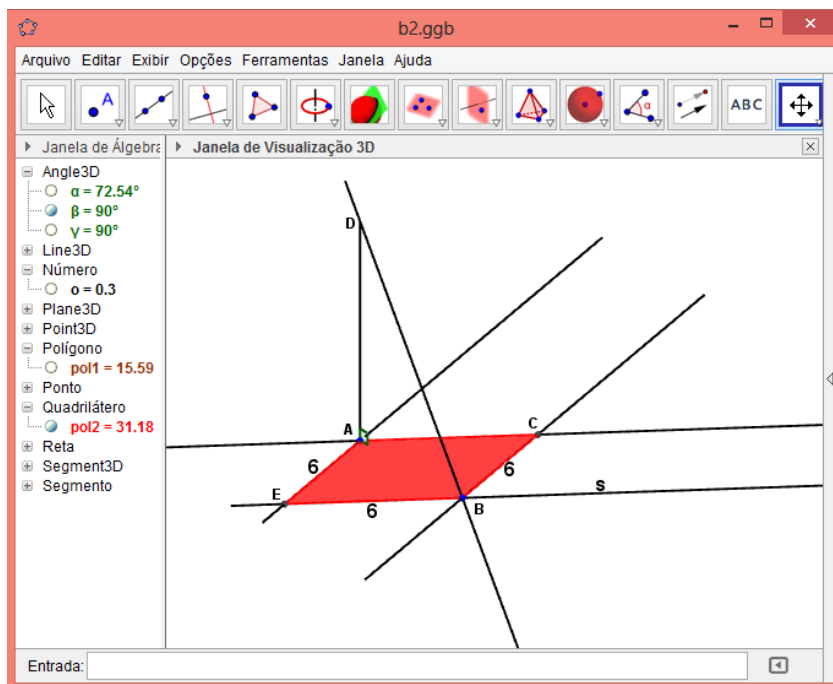 b2.ggb
Arquivo Editar Exibir Opções Ferramentas Janela Ajuda
A
α
ABC
Janela de Álgebra
Janela de Visualização 3D
Angle3D
α = 72.54°
β = 90°
γ = 90°
Line3D
Número
o = 0.3
Plane3D
Point3D
Polígono
pol1 = 15.59
Ponto
Quadrilátero
pol2 = 31.18
Reta
Segment3D
Segmento
D
A
C
6
6
E
6
B
s
Entrada: